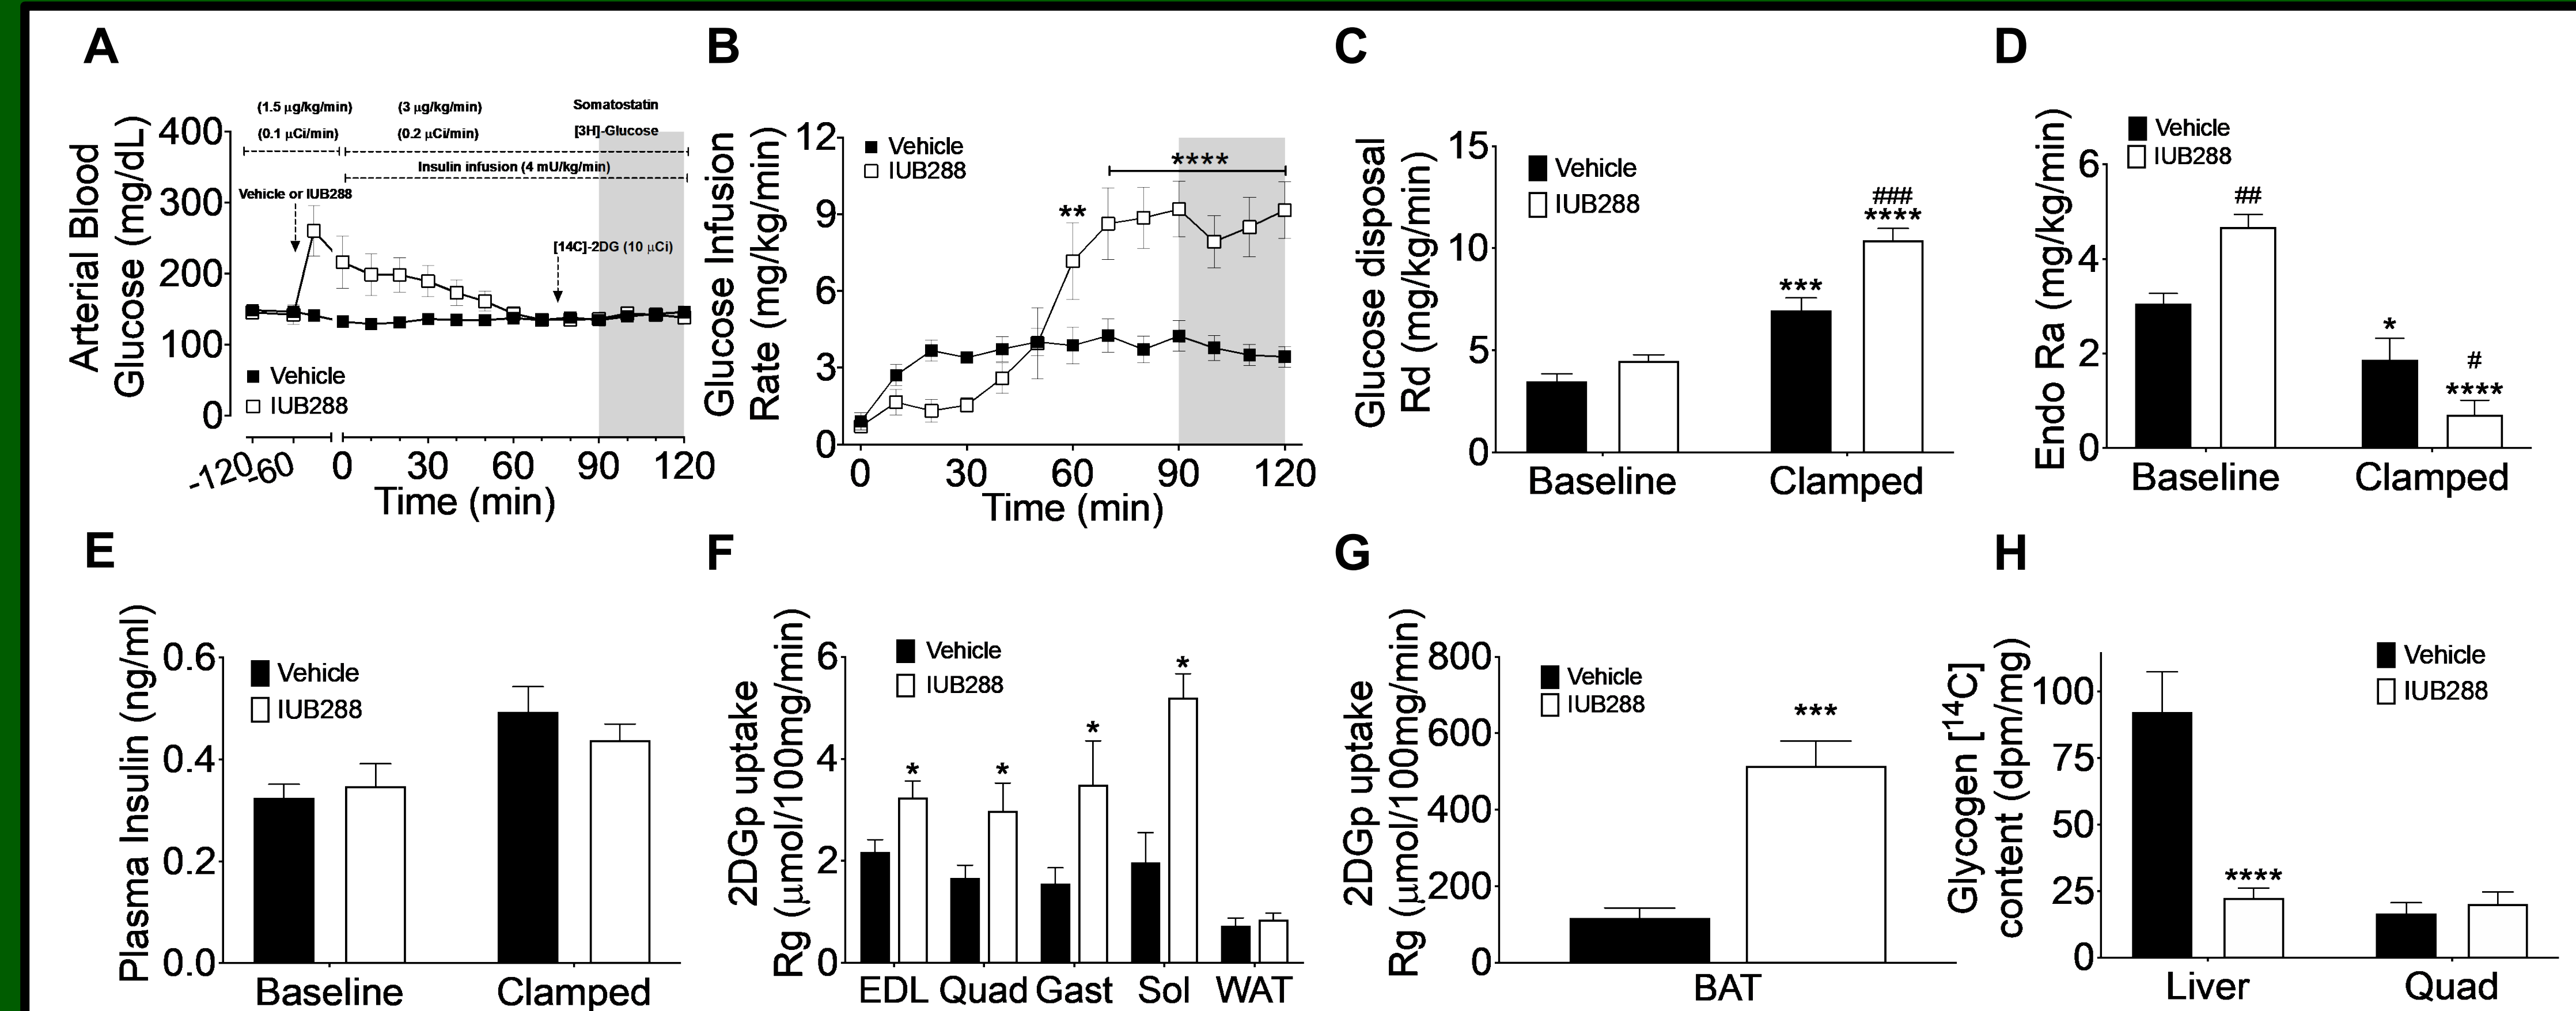 A
(1.5 μg/kg/min) (3 μg/kg/min) Somatostatin
(0.1 μCi/min) (0.2 μCi/min) [3H]-Glucose
Insulin infusion (4 mU/kg/min)
Vehicle or IUB288
[14C]-2DG (10 μCi)
Arterial Blood
Glucose (mg/dL)
400
300
200
100
0
Vehicle
IUB288
-120 -60 0 30 60 90 120
Time (min)
B
Glucose Infusion
Rate (mg/kg/min)
12
9
6
3
0
Vehicle
IUB288
**
****
0 30 60 90 120
Time (min)
C
Glucose disposal
Rd (mg/kg/min)
15
10
5
0
Vehicle
IUB288
***
###
****
Baseline Clamped
D
Endo Ra (mg/kg/min)
6
4
2
0
Vehicle
IUB288
##
*
#
****
Baseline Clamped
E
Plasma Insulin (ng/ml)
0.6
0.4
0.2
0.0
Vehicle
IUB288
Baseline Clamped
F
2DGp uptake
Rg (μmol/100mg/min)
6
4
2
0
Vehicle
IUB288
* * * *
EDL Quad Gast Sol WAT
G
2DGp uptake
Rg (μmol/100mg/min)
800
600
400
200
0
Vehicle
IUB288
***
BAT
H
Glycogen [¹⁴C]
content (dpm/mg)
100
75
50
25
0
Vehicle
IUB288
****
Liver Quad